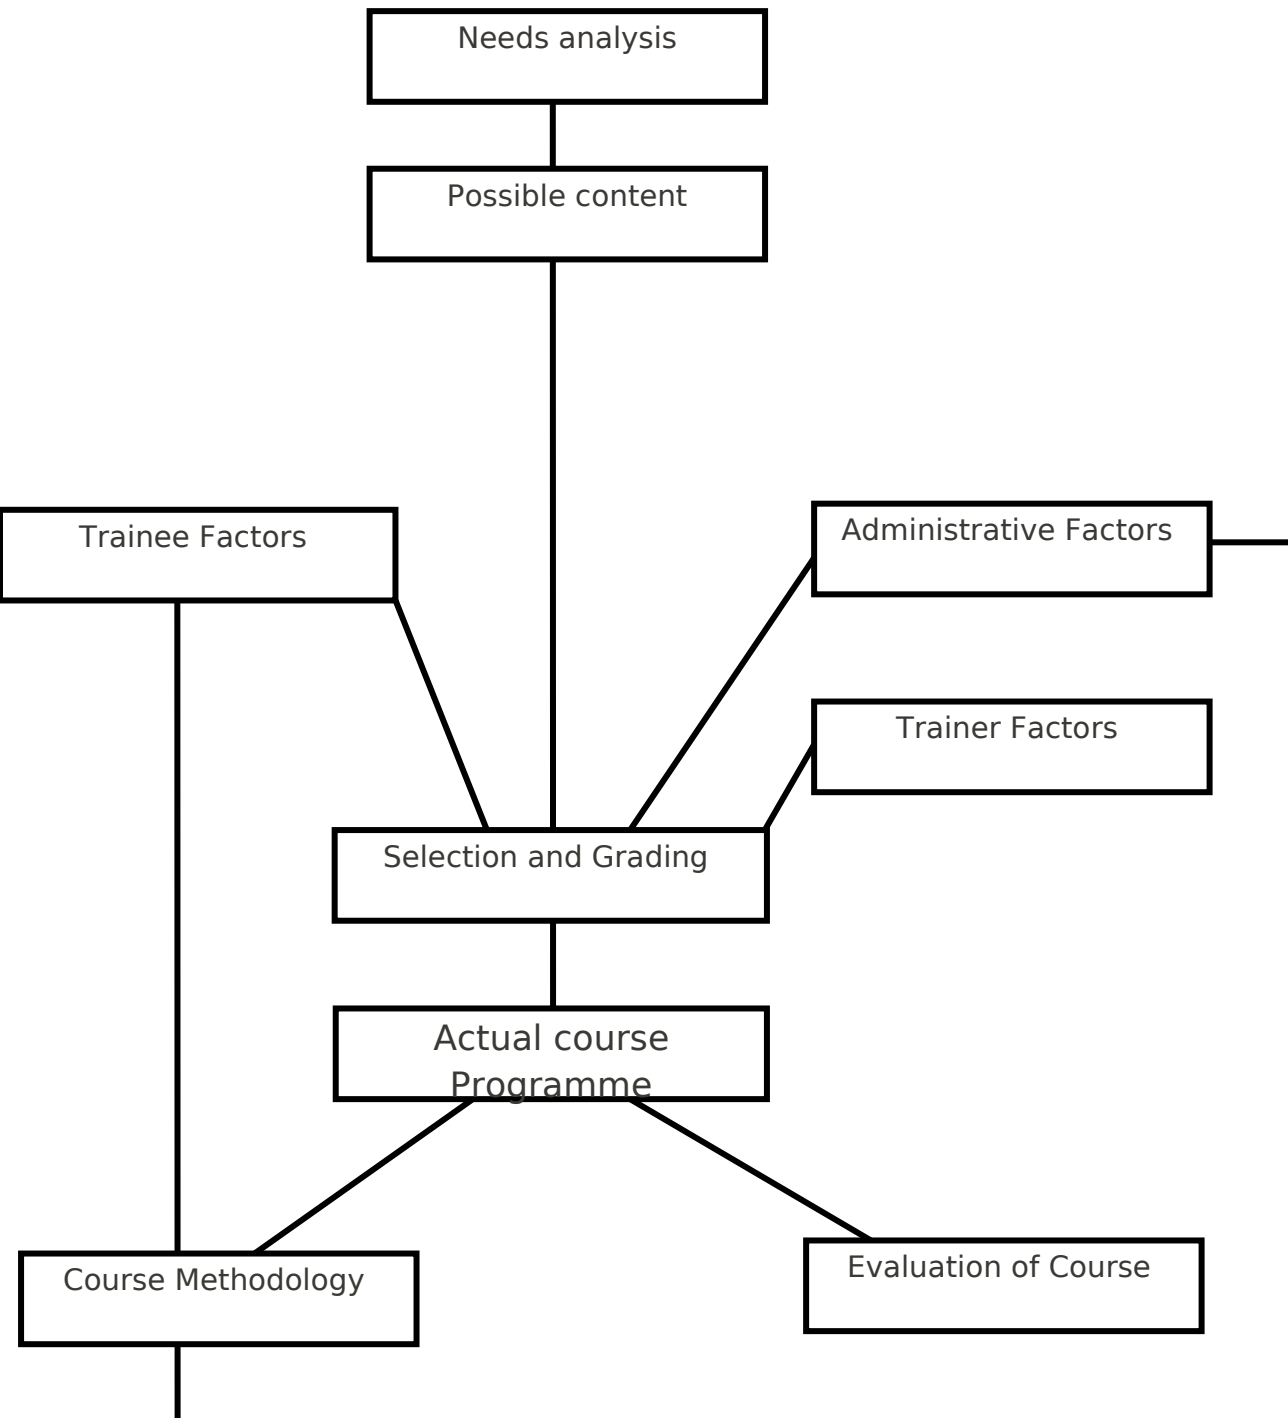 Needs analysis
Possible content
Trainee Factors
Administrative Factors
Trainer Factors
Selection and Grading
Actual course
Programme
Course Methodology
Evaluation of Course